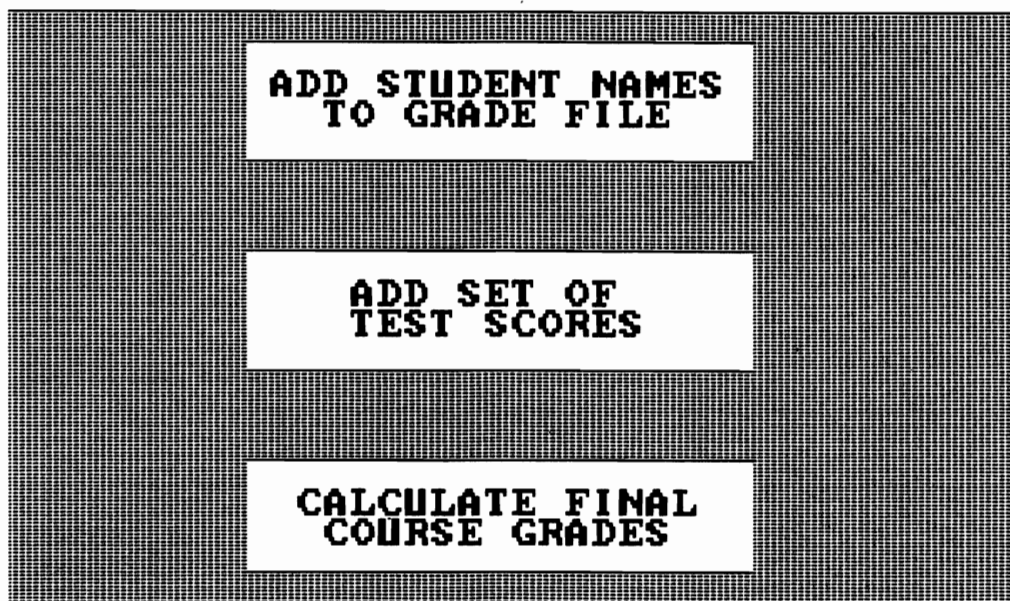 ADD STUDENT NAMES
TO GRADE FILE
ADD SET OF
TEST SCORES
CALCULATE FINAL
COURSE GRADES